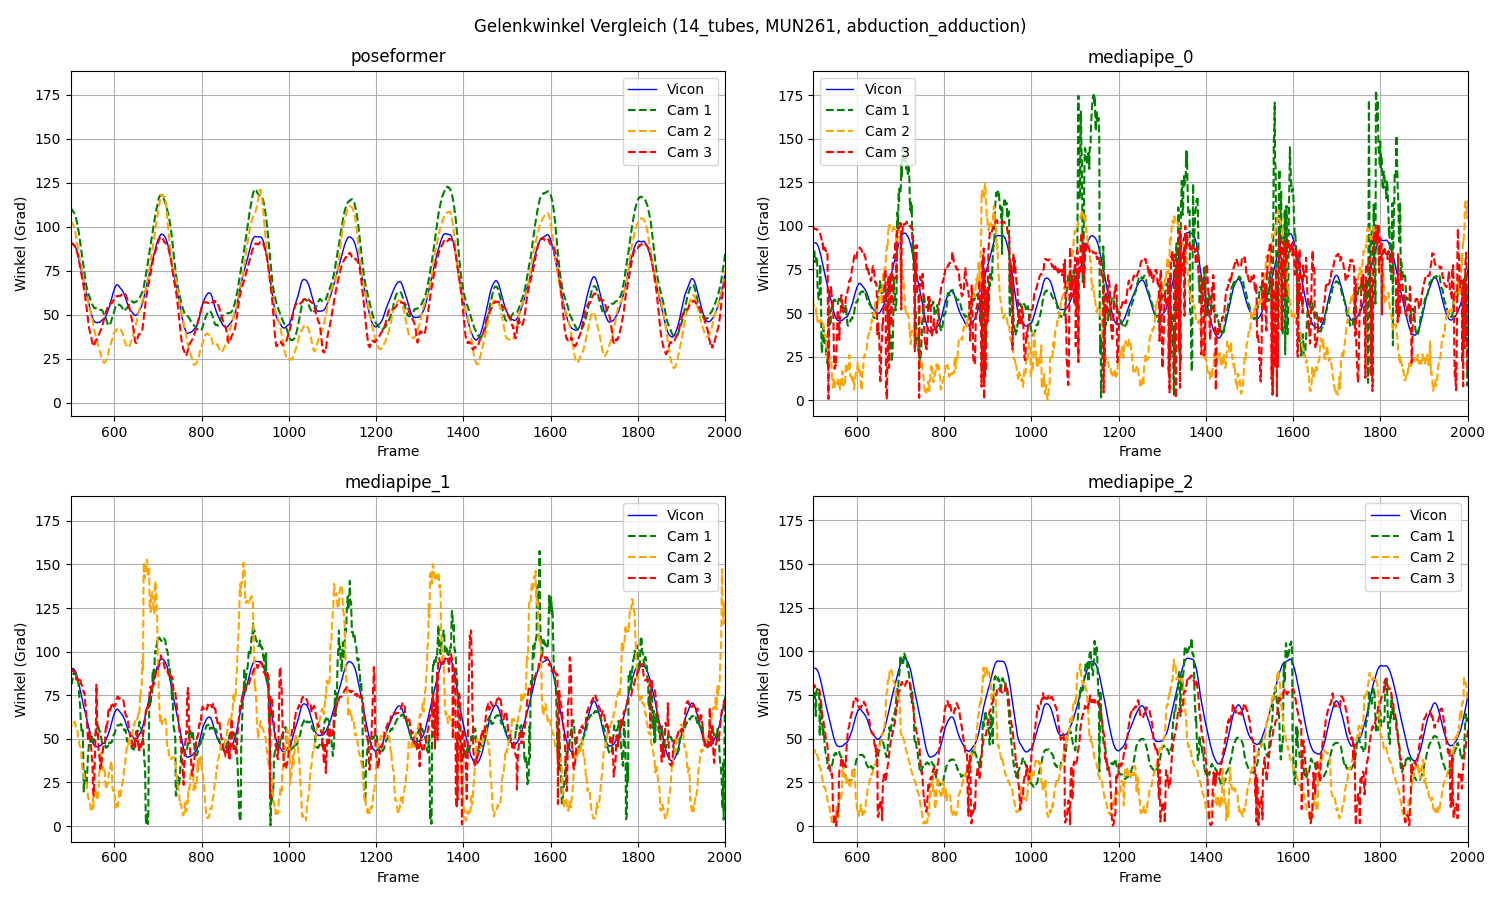 Gelenkwinkel Vergleich (14_tubes, MUN261, abduction_adduction)
poseformer
Winkel (Grad)
175
150
125
100
75
50
25
0
600 800 1000 1200 1400 1600 1800 2000
Frame
Vicon
Cam 1
Cam 2
Cam 3
mediapipe_0
Winkel (Grad)
175
150
125
100
75
50
25
0
600 800 1000 1200 1400 1600 1800 2000
Frame
Vicon
Cam 1
Cam 2
Cam 3
mediapipe_1
Winkel (Grad)
175
150
125
100
75
50
25
0
600 800 1000 1200 1400 1600 1800 2000
Frame
Vicon
Cam 1
Cam 2
Cam 3
mediapipe_2
Winkel (Grad)
175
150
125
100
75
50
25
0
600 800 1000 1200 1400 1600 1800 2000
Frame
Vicon
Cam 1
Cam 2
Cam 3